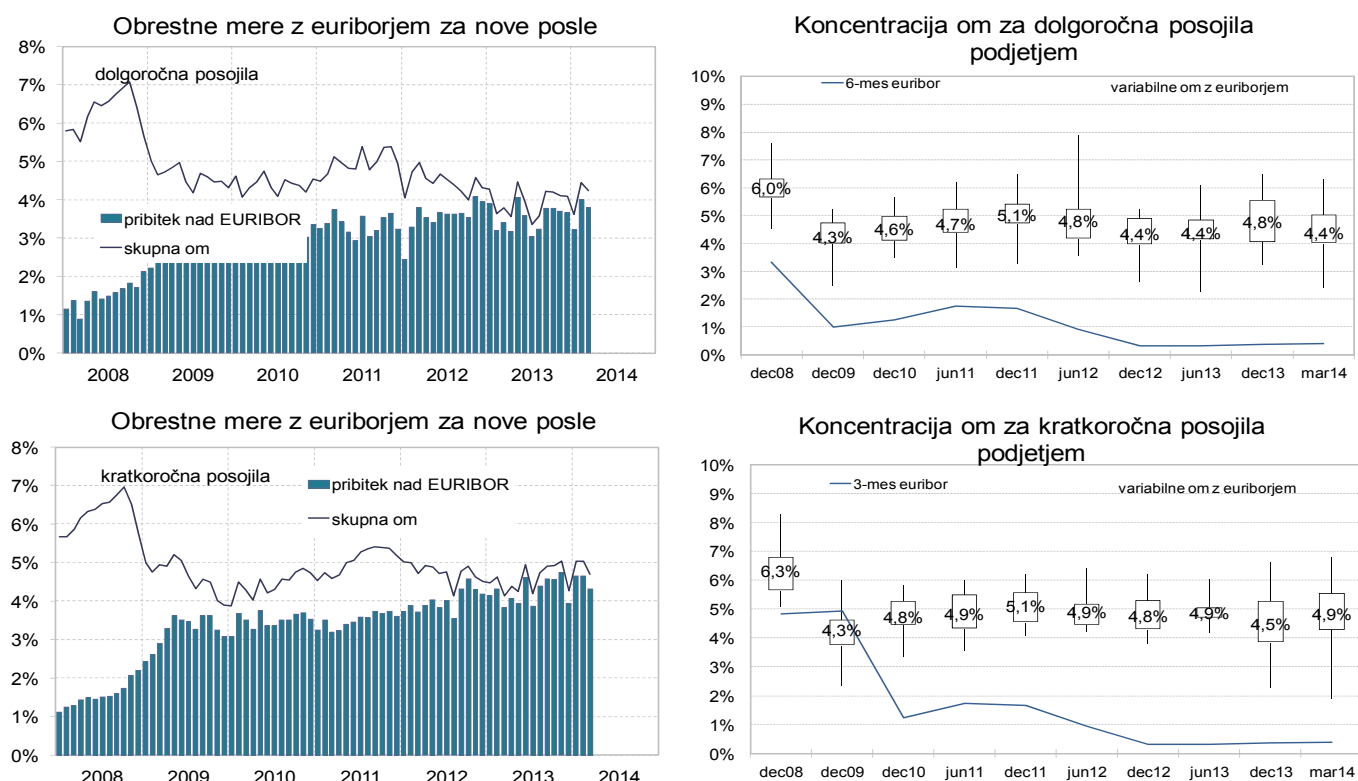 Obrestne mere z euriborjem za nove posle
8%
7%
6%
5%
4%
3%
2%
1%
0%
dolgoročna posojila
pribitek nad EURIBOR
skupna om
2008
2009
2010
2011
2012
2013
2014
Koncentracija om za dolgoročna posojila
podjetjem
10%
9%
8%
7%
6%
5%
4%
3%
2%
1%
0%
6-mes euribor
variabilne om z euriborjem
6,0%
4,3%
4,6%
4,7%
5,1%
4,8%
4,4%
4,4%
4,8%
4,4%
dec08
dec09
dec10
jun11
dec11
jun12
dec12
jun13
dec13
mar14
Obrestne mere z euriborjem za nove posle
8%
7%
6%
5%
4%
3%
2%
1%
0%
kratkoročna posojila
pribitek nad EURIBOR
skupna om
2008
2009
2010
2011
2012
2013
2014
Koncentracija om za kratkoročna posojila
podjetjem
10%
9%
8%
7%
6%
5%
4%
3%
2%
1%
0%
3-mes euribor
variabilne om z euriborjem
6,3%
4,3%
4,8%
4,9%
5,1%
4,9%
4,8%
4,9%
4,5%
4,9%
dec08
dec09
dec10
jun11
dec11
jun12
dec12
jun13
dec13
mar14